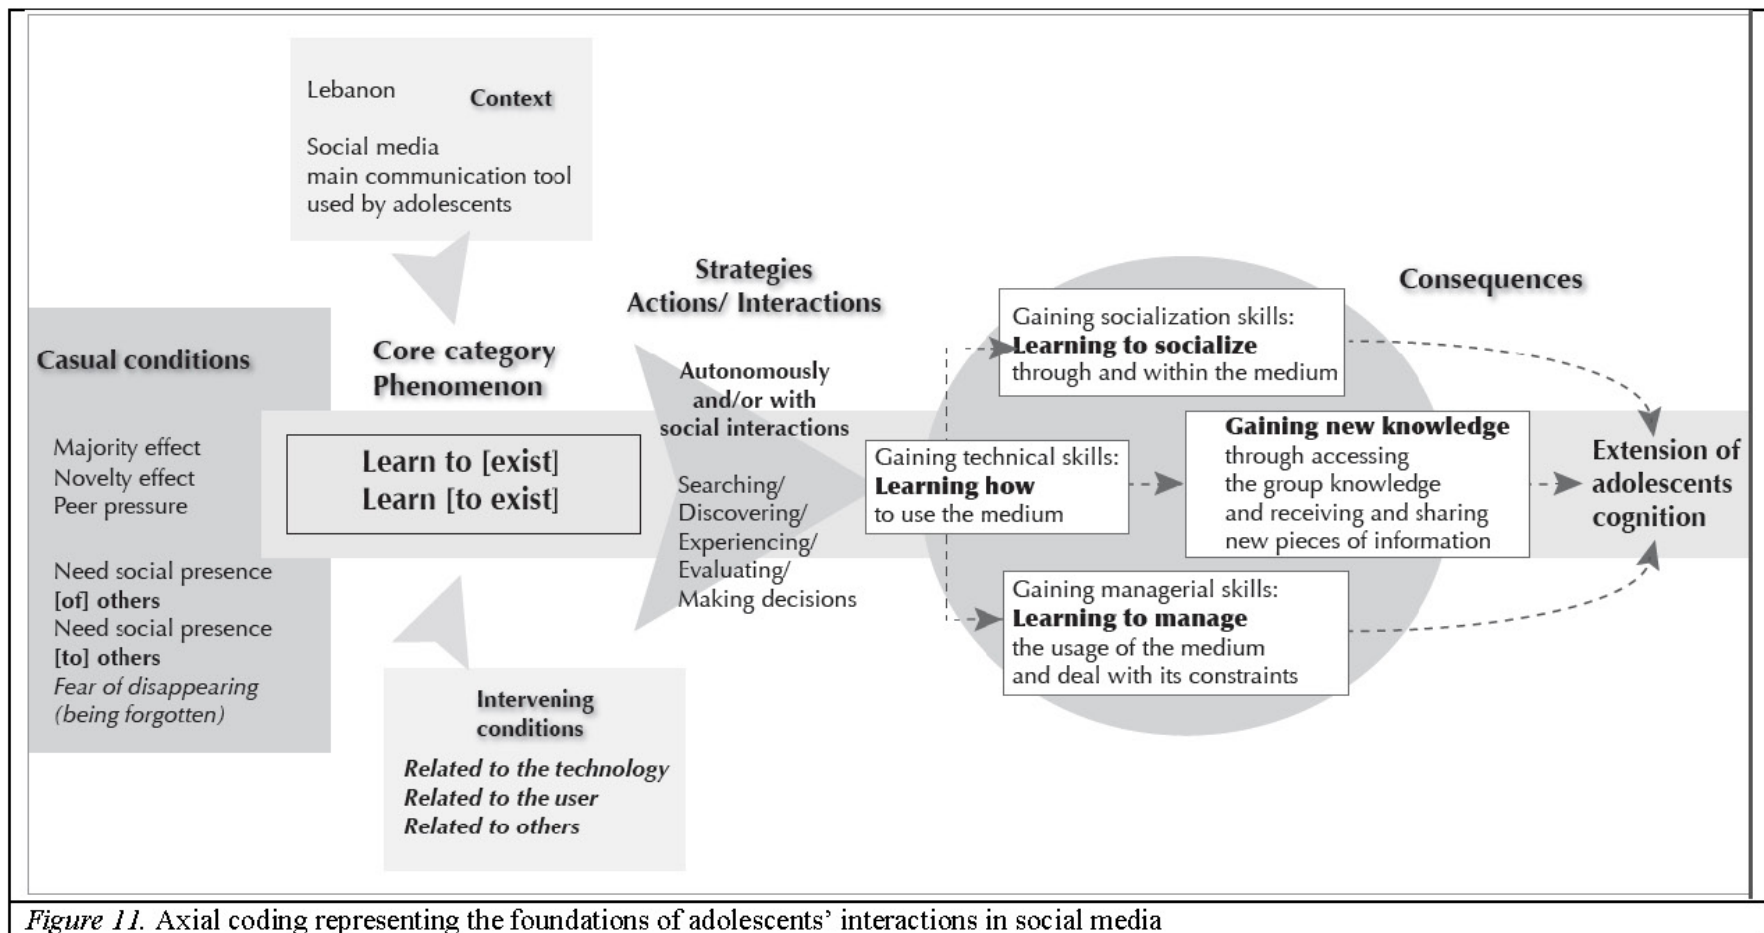 Lebanon
Context
Social media
main communication tool
used by adolescents
Casual conditions
Majority effect
Novelty effect
Peer pressure
Need social presence
[of] others
Need social presence
[to] others
Fear of disappearing
(being forgotten)
Core category
Phenomenon
Learn to [exist]
Learn [to exist]
Intervening
conditions
Related to the technology
Related to the user
Related to others
Strategies
Actions/ Interactions
Autonomously
and/or with
social interactions
Searching/
Discovering/
Experiencing/
Evaluating/
Making decisions
Consequences
Gaining technical skills:
Learning how
to use the medium
Gaining socialization skills:
Learning to socialize
through and within the medium
Gaining new knowledge
through accessing
the group knowledge
and receiving and sharing
new pieces of information
Gaining managerial skills:
Learning to manage
the usage of the medium
and deal with its constraints
Extension of
adolescents
cognition
Figure 11. Axial coding representing the foundations of adolescents’ interactions in social media